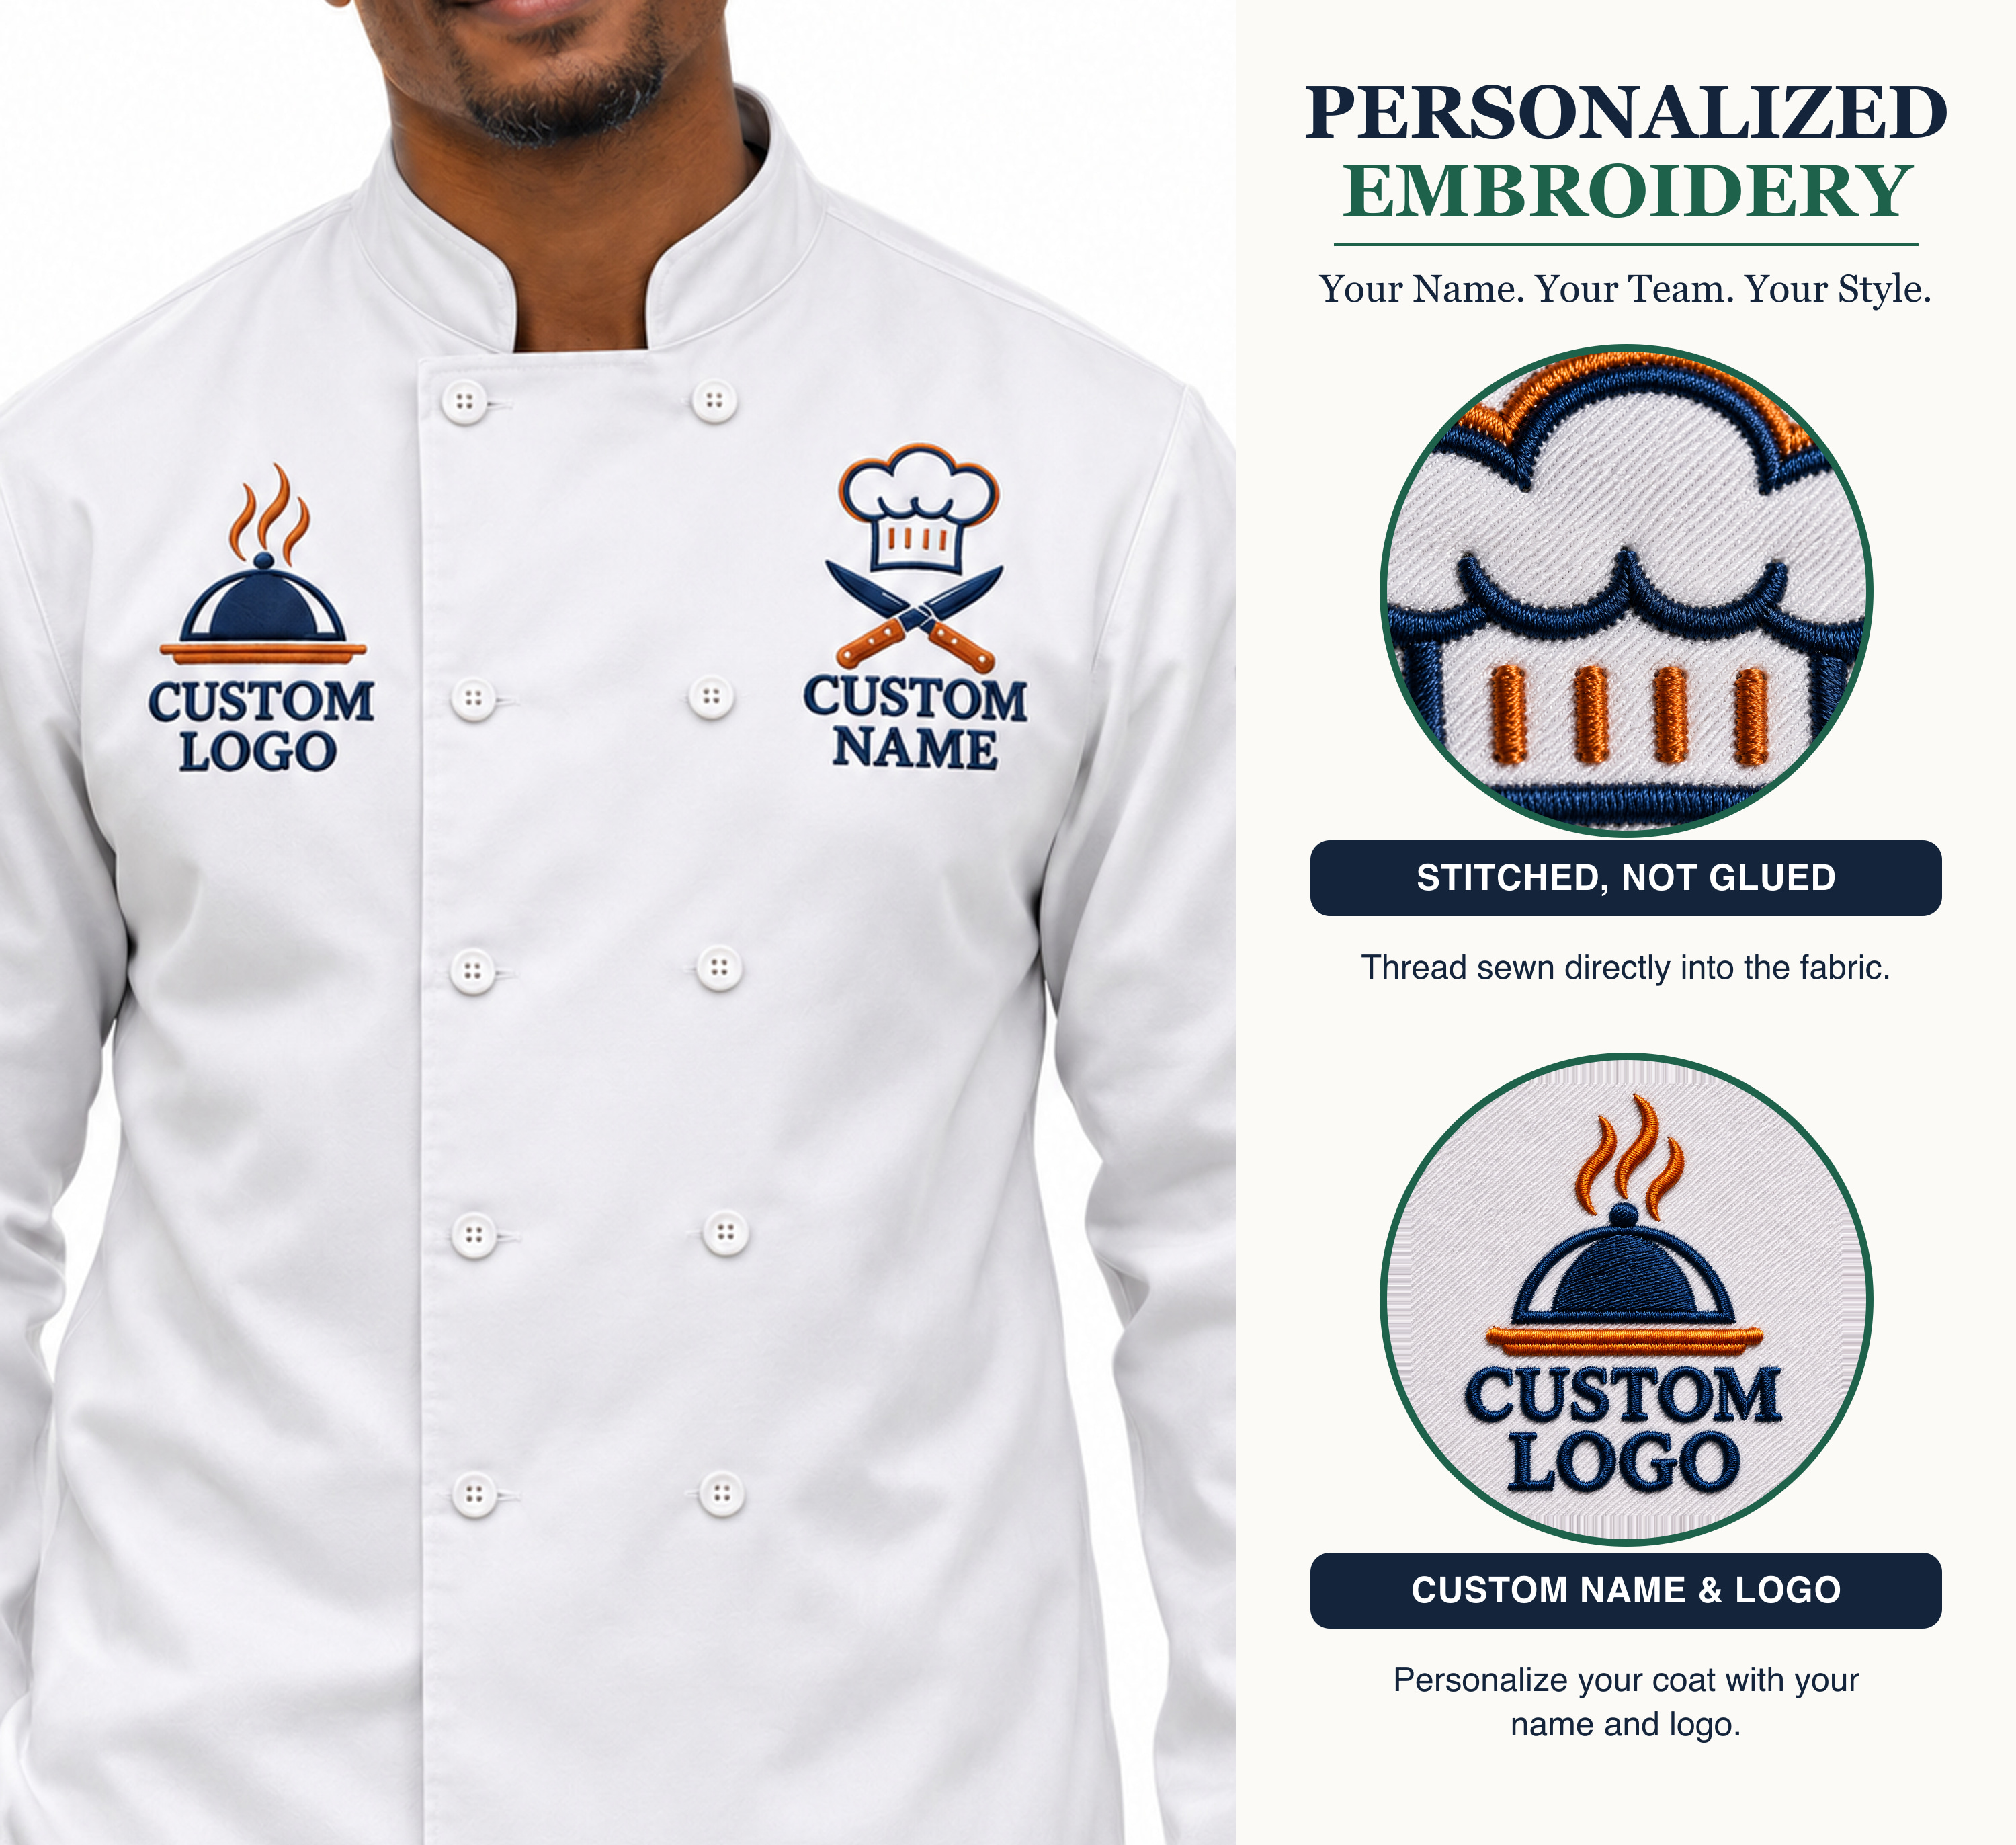 CUSTOM
LOGO
CUSTOM
NAME
PERSONALIZED
EMBROIDERY
Your Name. Your Team. Your Style.
STITCHED, NOT GLUED
Thread sewn directly into the fabric.
CUSTOM
LOGO
CUSTOM NAME & LOGO
Personalize your coat with your
name and logo.